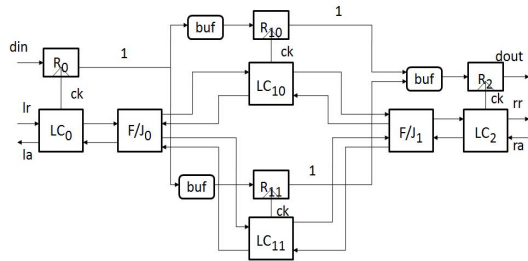 1
buf
R10
1
din
R0
1
ck
buf
dout
R2
ck
ck
lr
LC0
la
F/J0
LC10
F/J1
LC2
rr
ra
buf
R11
1
ck
LC11